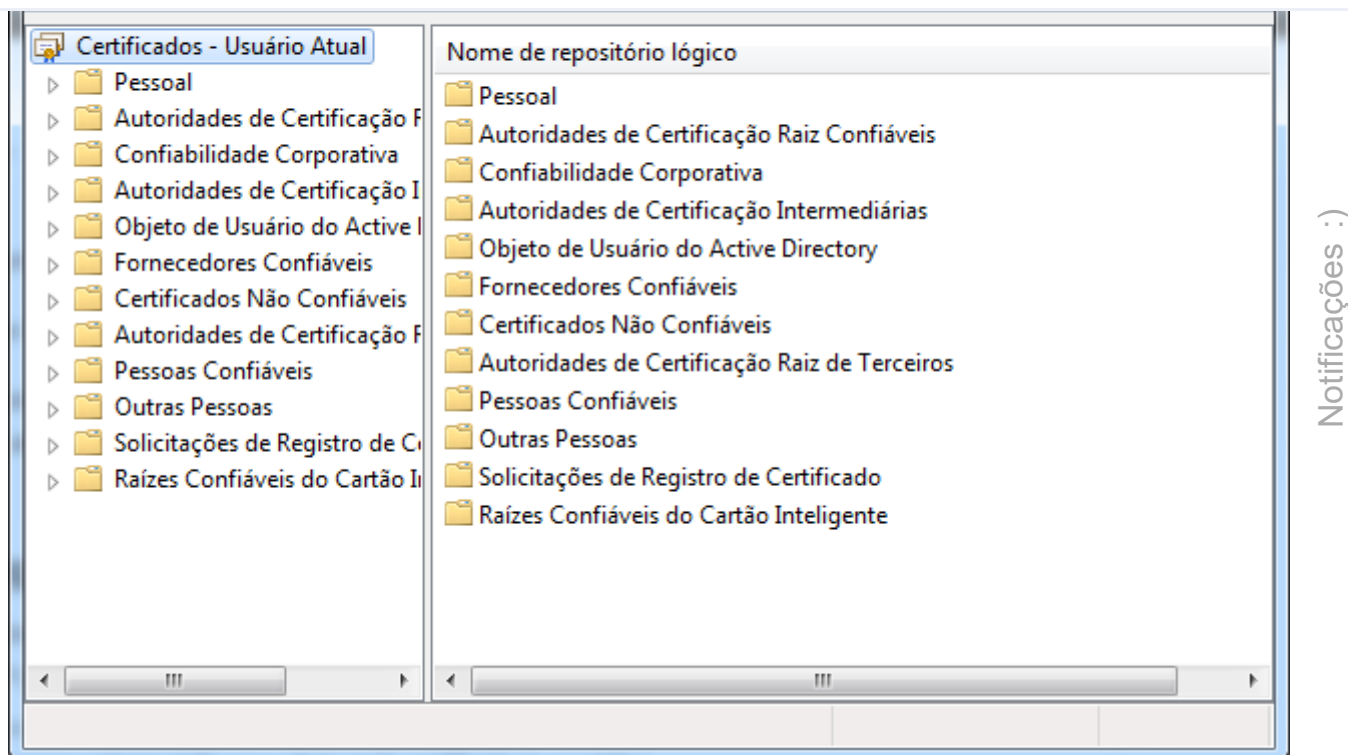 Certificados - Usuário Atual
Pessoal
Autoridades de Certificação
Confiabilidade Corporativa
Autoridades de Certificação I
Objeto de Usuário do Active
Fornecedores Confiáveis
Certificados Não Confiáveis
Autoridades de Certificação
Pessoas Confiáveis
Outras Pessoas
Solicitações de Registro de
Raízes Confiáveis do Cartão
Nome de repositório lógico
Pessoal
Autoridades de Certificação Raiz Confiáveis
Confiabilidade Corporativa
Autoridades de Certificação Intermediárias
Objeto de Usuário do Active Directory
Fornecedores Confiáveis
Certificados Não Confiáveis
Autoridades de Certificação Raiz de Terceiros
Pessoas Confiáveis
Outras Pessoas
Solicitações de Registro de Certificado
Raízes Confiáveis do Cartão Inteligente
Notificações :)